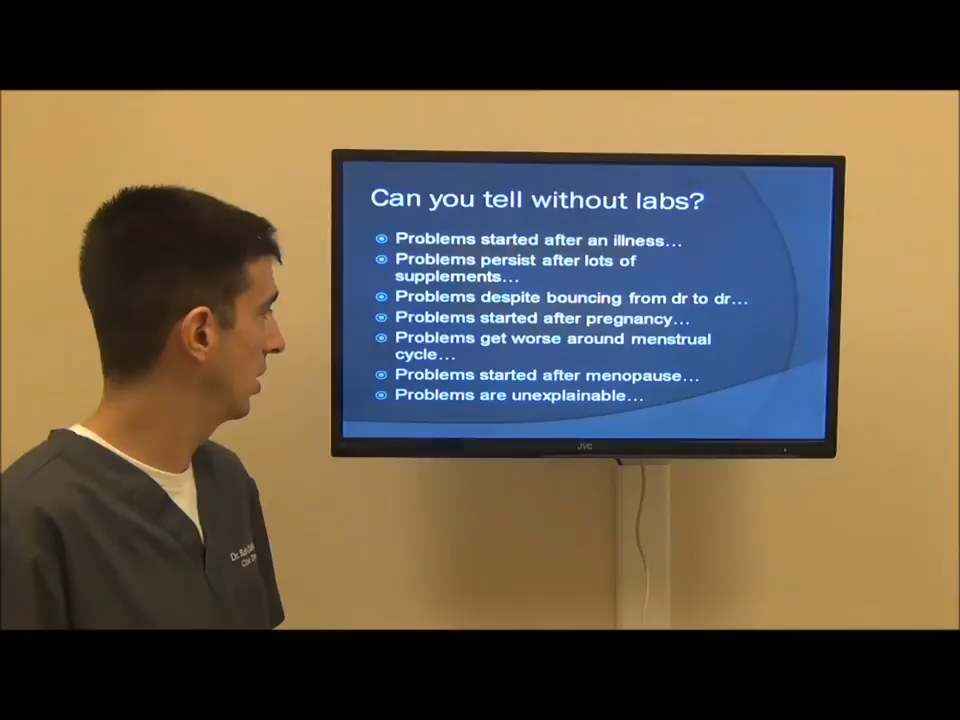 Can you tell without labs?
Problems started after an illness...
Problems persist after lots of
supplements...
Problems despite bouncing from dr to dr...
Problems started after pregnancy...
Problems get worse around menstrual
cycle...
Problems started after menopause...
Problems are unexplainable...
JVC
Dr.